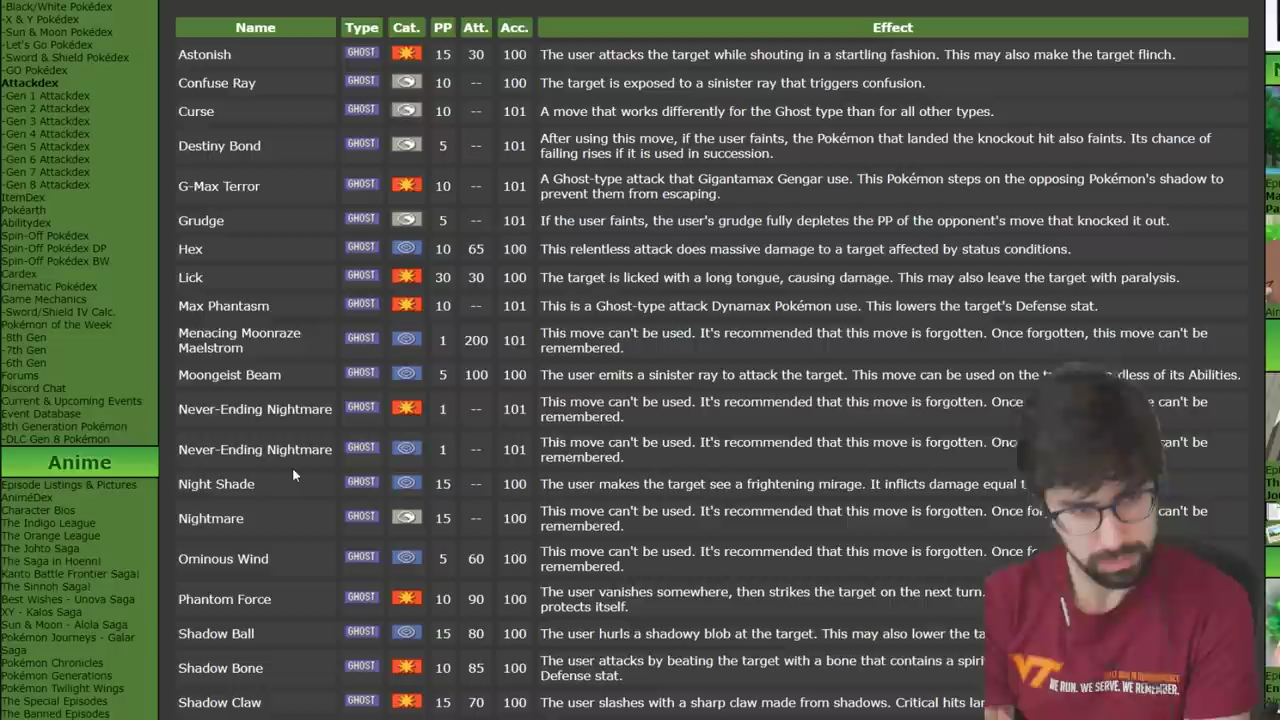 -Black/White Pokédex
-X & Y Pokédex
-Sun & Moon Pokédex
-Let's Go Pokédex
-Sword & Shield Pokédex
-GO Pokédex
Attackdex
-Gen 1 Attackdex
-Gen 2 Attackdex
-Gen 3 Attackdex
-Gen 4 Attackdex
-Gen 5 Attackdex
-Gen 6 Attackdex
-Gen 7 Attackdex
-Gen 8 Attackdex
ItemDex
Pokéarth
Abilitydex
Spin-Off Pokédex
Spin-Off Pokédex DP
Spin-Off Pokédex BW
Cardex
Cinematic Pokédex
Game Mechanics
-Sword/Shield IV Calc.
Pokémon of the Week
-8th Gen
-7th Gen
-6th Gen
Forums
Discord Chat
Current & Upcoming Events
Event Database
8th Generation Pokémon
-DLC Gen 8 Pokémon
Anime
Episode Listings & Pictures
AniméDex
Character Bios
The Indigo League
The Orange League
The Johto Saga
The Saga in Hoenn!
Kanto Battle Frontier Saga!
The Sinnoh Saga!
Best Wishes - Unova Saga
XY - Kalos Saga
Sun & Moon - Alola Saga
Pokémon Journeys - Galar
Saga
Pokémon Chronicles
Pokémon Generations
Pokémon Twilight Wings
The Special Episodes
The Banned Episodes
Name Type Cat. PP Att. Acc. Effect
Astonish GHOST 15 30 100 The user attacks the target while shouting in a startling fashion. This may also make the target flinch.
Confuse Ray GHOST 10 -- 100 The target is exposed to a sinister ray that triggers confusion.
Curse GHOST 10 -- 101 A move that works differently for the Ghost type than for all other types.
Destiny Bond GHOST 5 -- 101 After using this move, if the user faints, the Pokémon that landed the knockout hit also faints. Its chance of
failing rises if it is used in succession.
G-Max Terror GHOST 10 -- 101 A Ghost-type attack that Gigantamax Gengar use. This Pokémon steps on the opposing Pokémon's shadow to
prevent them from escaping.
Grudge GHOST 5 -- 101 If the user faints, the user's grudge fully depletes the PP of the opponent's move that knocked it out.
Hex GHOST 10 65 100 This relentless attack does massive damage to a target affected by status conditions.
Lick GHOST 30 30 100 The target is licked with a long tongue, causing damage. This may also leave the target with paralysis.
Max Phantasm GHOST 10 -- 101 This is a Ghost-type attack Dynamax Pokémon use. This lowers the target's Defense stat.
Menacing Moonraze
Maelstrom GHOST 1 200 101 This move can't be used. It's recommended that this move is forgotten. Once forgotten, this move can't be
remembered.
Moongeist Beam GHOST 5 100 100 The user emits a sinister ray to attack the target. This move can be used on the of its Abilities.
Never-Ending Nightmare GHOST 1 -- 101 This move can't be used. It's recommended that this move is forgotten. Once move can't be
remembered.
Never-Ending Nightmare GHOST 1 -- 101 This move can't be used. It's recommended that this move is forgotten. Once move can't be
remembered.
Night Shade GHOST 15 -- 100 The user makes the target see a frightening mirage. It inflicts damage equal
Nightmare GHOST 15 -- 100 This move can't be used. It's recommended that this move is forgotten. Once can't be
remembered.
Ominous Wind GHOST 5 60 100 This move can't be used. It's recommended that this move is forgotten. Once
remembered.
Phantom Force GHOST 10 90 100 The user vanishes somewhere, then strikes the target on the next turn.
protects itself.
Shadow Ball GHOST 15 80 100 The user hurls a shadowy blob at the target. This may also lower the
Shadow Bone GHOST 10 85 100 The user attacks by beating the target with a bone that contains a
Defense stat.
Shadow Claw GHOST 15 70 100 The user slashes with a sharp claw made from shadows. Critical hits
VT
WE RUN. WE SERVE. WE REMEMBER.